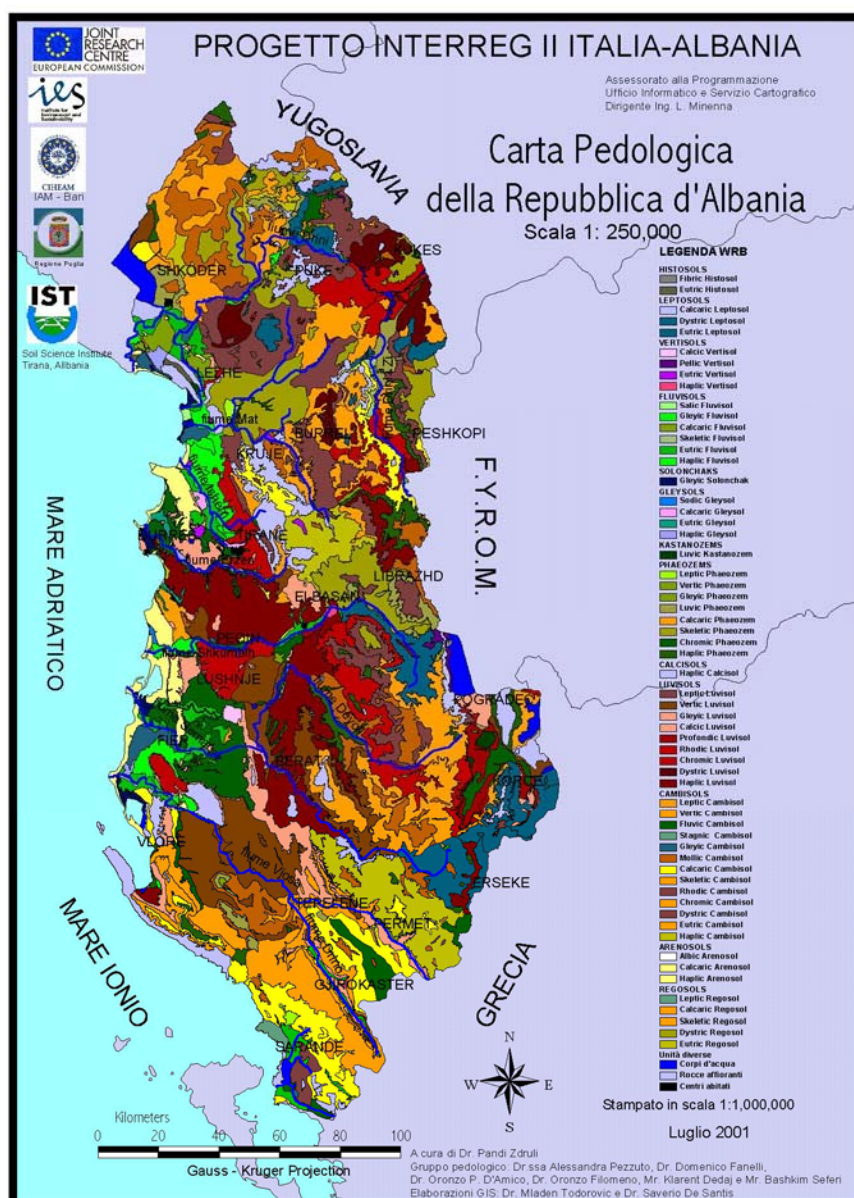 JOINT
RESEARCH
CENTRE
EUROPEAN COMMISSION
PROGETTO INTERREG II ITALIA-ALBANIA
Assessorato alla Programmazione
Ufficio Informatico e Servizio Cartografico
Dirigente Ing. L. Minenna
ies
CIHEAM
IAM - Bari
Regione Puglia
IST
Soil Science Institute
Tirana, Albania
Carta Pedologica
della Repubblica d'Albania
Scala 1: 250,000
YUGOSLAVIA
F.Y.R.O.M.
GRECIA
MARE ADRIATICO
MARE IONIO
SHKODER
PUKE
LEZHE
fiume Mat
BURREL
PESHKOPI
KRUJE
TIRANE
LIBRAZHD
ELBASAN
PEQIN
fiume Shkumbin
LUSHNJE
POGRADEC
FIER
BERAT
VLORE
fiume Vjosa
ERSEKE
PERMET
GJIROKASTER
SARANDE
LEGENDA WRB
HISTOSOLS
Fibric Histosol
Eutric Histosol
LEPTOSOLS
Calcaric Leptosol
Dystric Leptosol
Eutric Leptosol
VERTISOLS
Calcic Vertisol
Pellic Vertisol
Eutric Vertisol
Haplic Vertisol
FLUVISOLS
Salic Fluvisol
Gleyic Fluvisol
Calcaric Fluvisol
Skeletic Fluvisol
Eutric Fluvisol
Haplic Fluvisol
SOLONCHAKS
Gleyic Solonchak
GLEYSOLS
Sodic Gleysol
Calcaric Gleysol
Eutric Gleysol
Haplic Gleysol
KASTANOZEMS
Luvic Kastanozem
PHAEOZEMS
Leptic Phaeozem
Vertic Phaeozem
Gleyic Phaeozem
Luvic Phaeozem
Calcaric Phaeozem
Skeletic Phaeozem
Chromic Phaeozem
Haplic Phaeozem
CALCISOLS
Haplic Calcisol
LUVISOLS
Leptic Luvisol
Vertic Luvisol
Gleyic Luvisol
Calcic Luvisol
Profondic Luvisol
Rhodic Luvisol
Chromic Luvisol
Dystric Luvisol
Haplic Luvisol
CAMBISOLS
Leptic Cambisol
Vertic Cambisol
Fluvic Cambisol
Stagnic Cambisol
Gleyic Cambisol
Mollic Cambisol
Calcaric Cambisol
Skeletic Cambisol
Rhodic Cambisol
Chromic Cambisol
Dystric Cambisol
Eutric Cambisol
Haplic Cambisol
ARENOSOLS
Albic Arenosol
Calcaric Arenosol
Haplic Arenosol
REGOSOLS
Leptic Regosol
Calcaric Regosol
Skeletic Regosol
Dystric Regosol
Eutric Regosol
Unità diverse
Corpi d'acqua
Rocce affioranti
Centri abitati
N
W E
S
Stampato in scala 1:1,000,000
Luglio 2001
Kilometers
0 20 40 60 80 100
Gauss - Kruger Projection
A cura di Dr. Pandi Zdruli
Gruppo pedologico: Dr.ssa Alessandra Pezzuto, Dr. Domenico Fanelli,
Dr. Oronzo P. D'Amico, Dr. Oronzo Filomeno, Mr. Klarent Dedaj e Mr. Bashkim Seferi
Elaborazioni GIS: Dr. Mladen Todorovic e Dr. Saverio De Santis